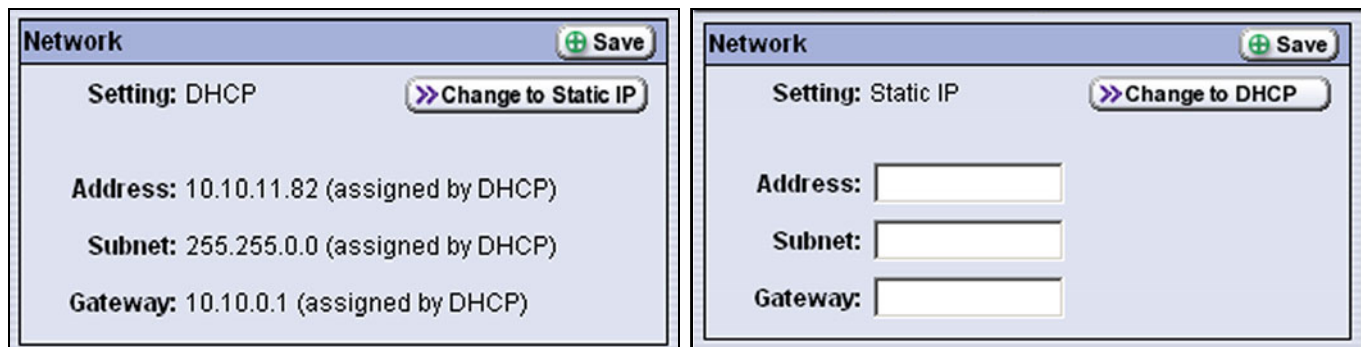 Network
Save
Setting: DHCP
Change to Static IP
Address: 10.10.11.82 (assigned by DHCP)
Subnet: 255.255.0.0 (assigned by DHCP)
Gateway: 10.10.0.1 (assigned by DHCP)
Network
Save
Setting: Static IP
Change to DHCP
Address:
Subnet:
Gateway: